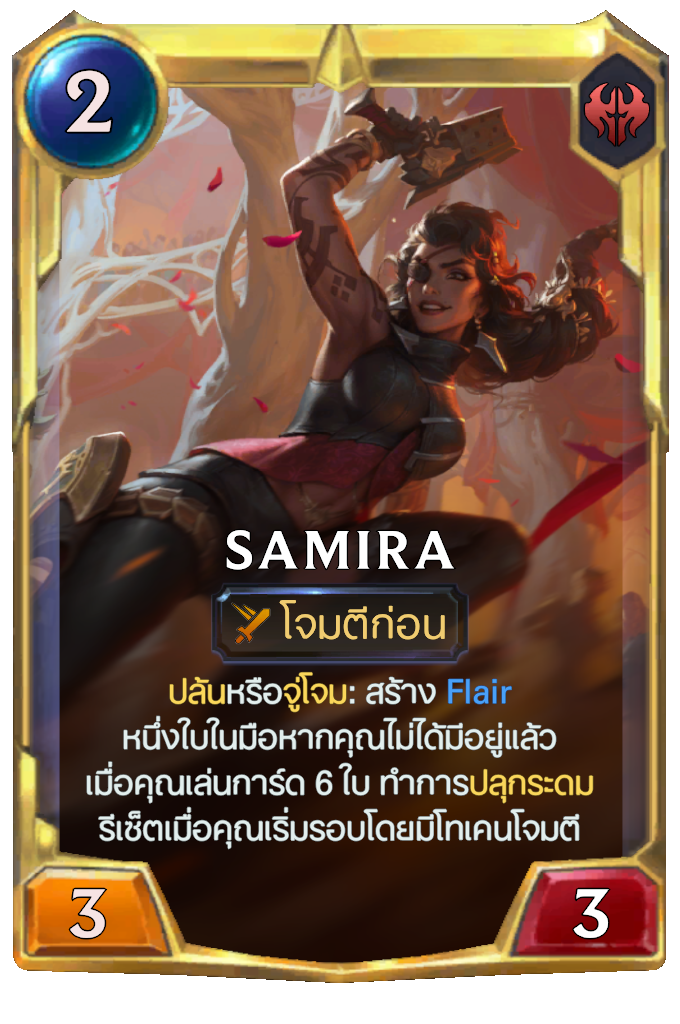 2
SAMIRA
โจมตีก่อน
ปล้นหรือจู่โจม: สร้าง Flair
หนึ่งใบในมือหากคุณไม่ได้มีอยู่แล้ว
เมื่อคุณเล่นการ์ด 6 ใบ ทำการปลุกระดม
รีเซ็ตเมื่อคุณเริ่มรอบโดยมีโทเคนโจมตี
3 3